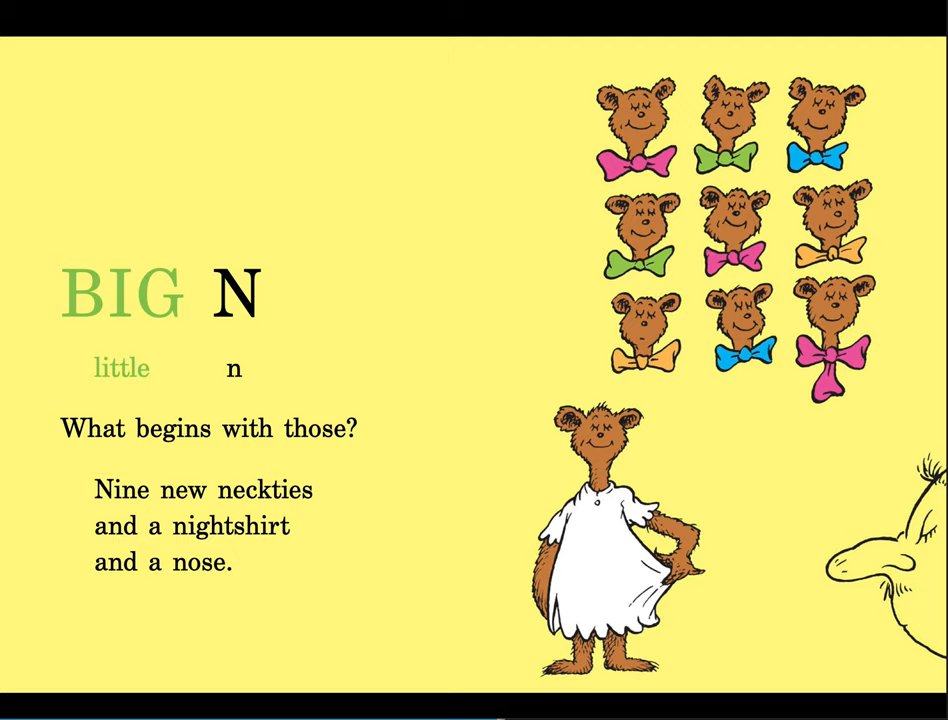 BIG N
little n
What begins with those?
Nine new neckties
and a nightshirt
and a nose.